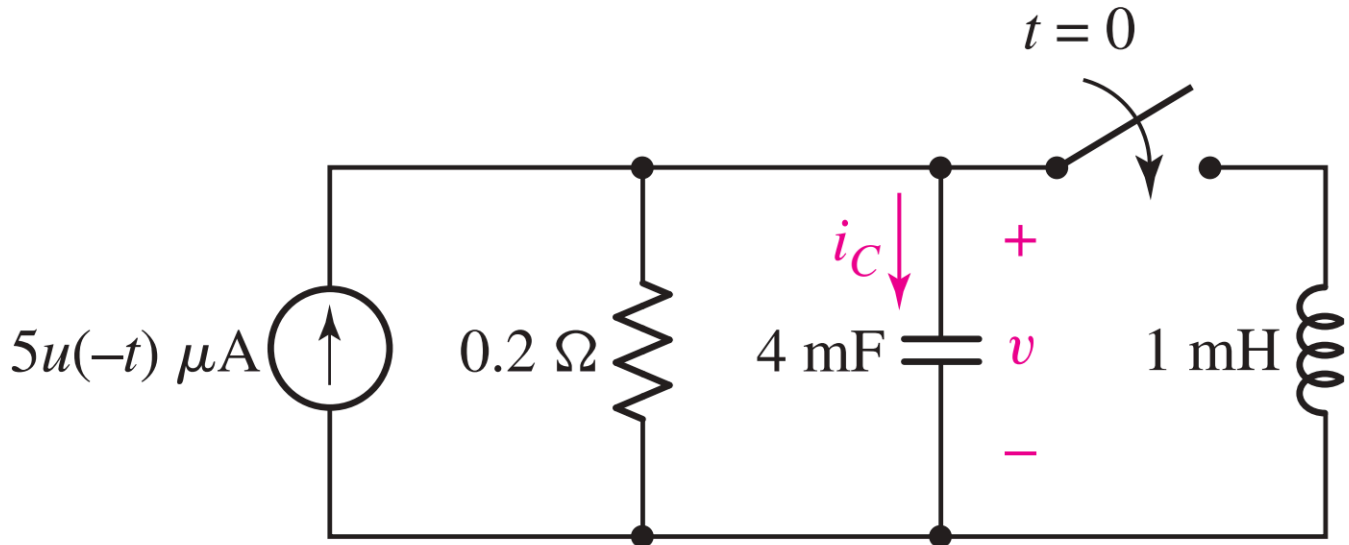 t = 0
i_C
+
5u(–t) μA
0.2 Ω
4 mF
v
1 mH
–